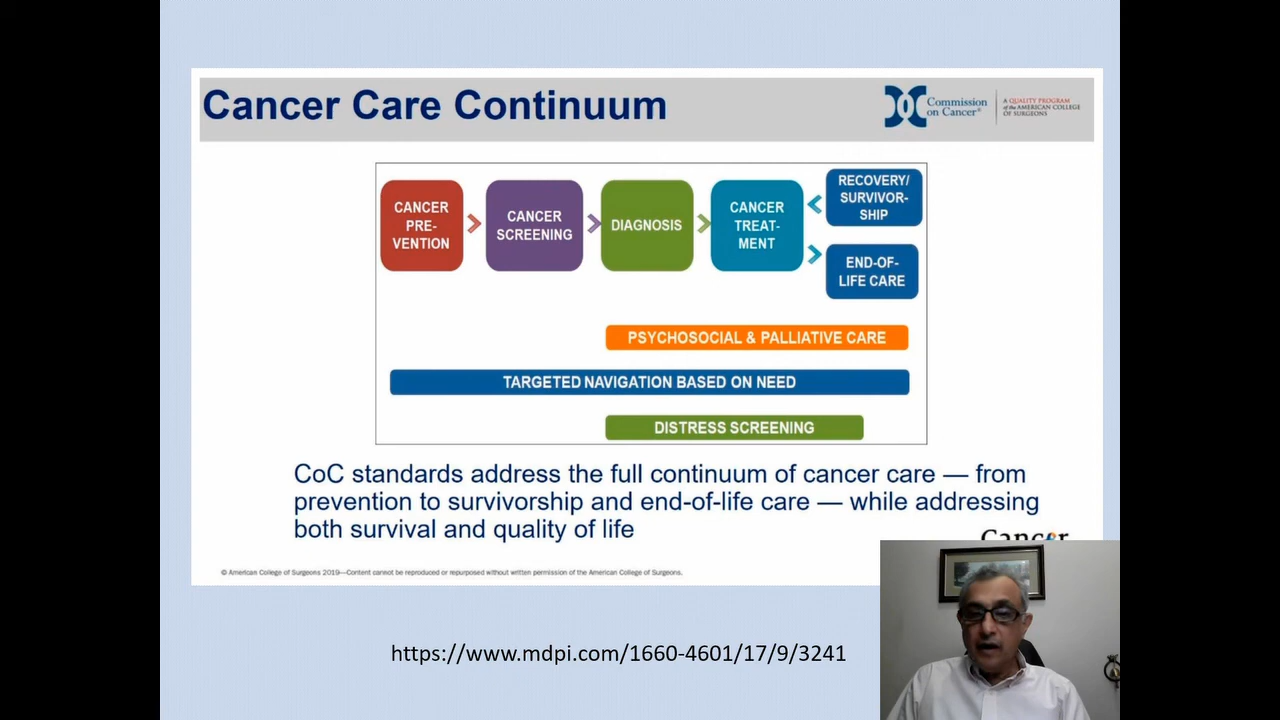 Cancer Care Continuum
Commission
on Cancer®
A QUALITY PROGRAM
of the AMERICAN COLLEGE
OF SURGEONS
CANCER
PRE-
VENTION
CANCER
SCREENING
DIAGNOSIS
CANCER
TREAT-
MENT
RECOVERY/
SURVIVOR-
SHIP
END-OF-
LIFE CARE
PSYCHOSOCIAL & PALLIATIVE CARE
TARGETED NAVIGATION BASED ON NEED
DISTRESS SCREENING
CoC standards address the full continuum of cancer care — from
prevention to survivorship and end-of-life care — while addressing
both survival and quality of life
Cancer
© American College of Surgeons 2019—Content cannot be reproduced or repurposed without written permission of the American College of Surgeons.
https://www.mdpi.com/1660-4601/17/9/3241